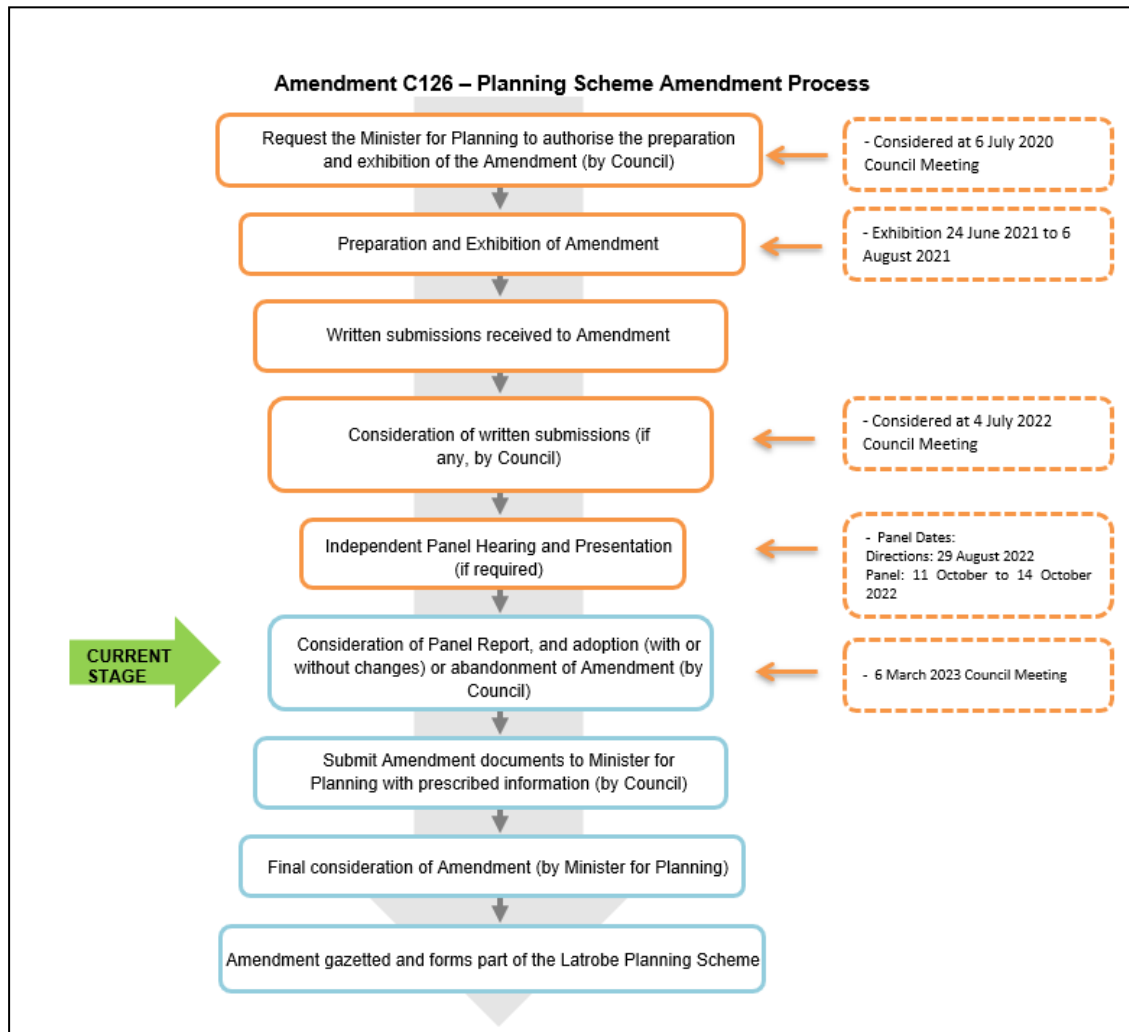 Amendment C126 – Planning Scheme Amendment Process
Request the Minister for Planning to authorise the preparation
and exhibition of the Amendment (by Council)
- Considered at 6 July 2020
Council Meeting
Preparation and Exhibition of Amendment
- Exhibition 24 June 2021 to 6
August 2021
Written submissions received to Amendment
Consideration of written submissions (if
any, by Council)
- Considered at 4 July 2022
Council Meeting
Independent Panel Hearing and Presentation
(if required)
- Panel Dates:
Directions: 29 August 2022
Panel: 11 October to 14 October
2022
CURRENT
STAGE
Consideration of Panel Report, and adoption (with or
without changes) or abandonment of Amendment (by
Council)
- 6 March 2023 Council Meeting
Submit Amendment documents to Minister for
Planning with prescribed information (by Council)
Final consideration of Amendment (by Minister for Planning)
Amendment gazetted and forms part of the Latrobe Planning Scheme